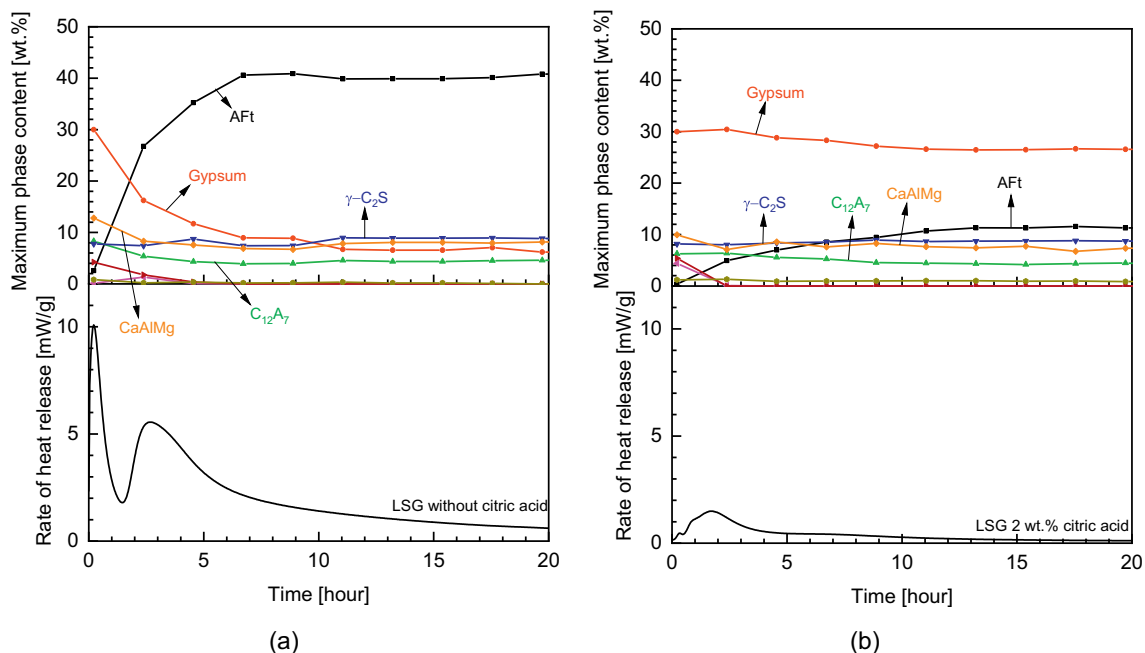 Maximum phase content [wt.%]
50
40
30
20
10
0
AFt
Gypsum
γ–C₂S
CaAlMg
C₁₂A₇
Rate of heat release [mW/g]
10
5
0
LSG without citric acid
0 5 10 15 20
Time [hour]
(a)
Maximum phase content [wt.%]
50
40
30
20
10
0
Gypsum
AFt
CaAlMg
γ–C₂S
C₁₂A₇
Rate of heat release [mW/g]
10
5
0
LSG 2 wt.% citric acid
0 5 10 15 20
Time [hour]
(b)